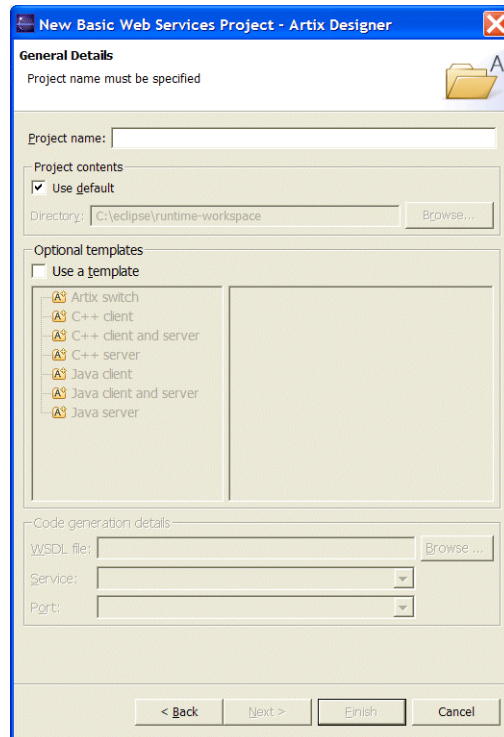 New Basic Web Services Project - Artix Designer
General Details
Project name must be specified
A
Project name:
Project contents
Use default
Directory: C:\eclipse\runtime-workspace Browse...
Optional templates
Use a template
Artix switch
C++ client
C++ client and server
C++ server
Java client
Java client and server
Java server
Code generation details
WSDL file: Browse ...
Service:
Port:
< Back Next > Finish Cancel